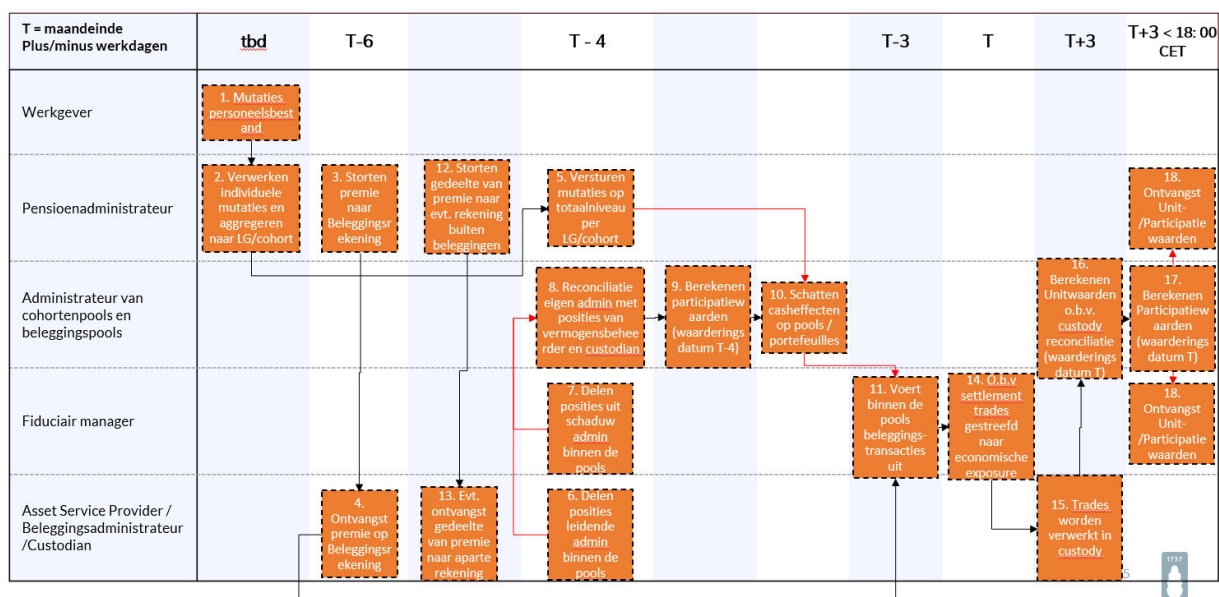 T = maandeinde
Plus/minus werkdagen
tbd
T-6
T - 4
T-3
T
T+3
T+3 < 18: 00
CET
Werkgever
1. Mutaties
personeelsbest
and
Pensioenadministrateur
2. Verwerken
individuele
mutaties en
aggregeren
naar LG/cohort
3. Storten
premie
naar
Beleggingsr
ekening
12. Storten
gedeelte van
premie naar
evt. rekening
buiten
beleggingen
5. Versturen
mutaties op
totaalniveau
per
LG/cohort
18.
Ontvangst
Unit-
/Participatie
waarden
Administrateur van
cohortenpools en
beleggingspools
8. Reconciliatie
eigen admin met
posities van
vermogensbehee
rder en custodian
9. Berekenen
participatiew
aarden
(waarderings
datum T-4)
10. Schatten
casheffecten
op pools /
portefeuilles
16.
Berekenen
Unitwaarden
o.b.v.
custody
reconciliatie
(waarderings
datum T)
17.
Berekenen
Participatiew
aarden
(waarderings
datum T)
Fiduciair manager
7. Delen
posities uit
schaduw
admin
binnen de
pools
11. Voert
binnen de
pools
beleggings-
transacties
uit
14. O.b.v
settlement
trades
gestreefd
naar
economische
exposure
18.
Ontvangst
Unit-
/Participatie
waarden
Asset Service Provider /
Beleggingsadministrateur
/Custodian
4.
Ontvangst
premie op
Beleggingsr
ekening
13. Evt.
ontvangst
gedeelte
van premie
naar aparte
rekening
6. Delen
posities
leidende
admin
binnen de
pools
15. Trades
worden
verwerkt in
custody
5
1737